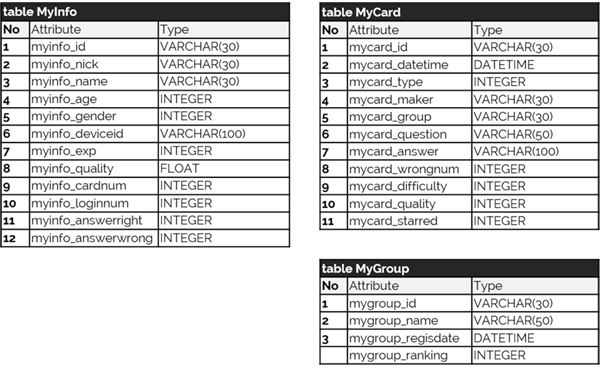 table MyInfo
No Attribute Type
1 myinfo_id VARCHAR(30)
2 myinfo_nick VARCHAR(30)
3 myinfo_name VARCHAR(30)
4 myinfo_age INTEGER
5 myinfo_gender INTEGER
6 myinfo_deviceid VARCHAR(100)
7 myinfo_exp INTEGER
8 myinfo_quality FLOAT
9 myinfo_cardnum INTEGER
10 myinfo_loginnum INTEGER
11 myinfo_answerright INTEGER
12 myinfo_answerwrong INTEGER
table MyCard
No Attribute Type
1 mycard_id VARCHAR(30)
2 mycard_datetime DATETIME
3 mycard_type INTEGER
4 mycard_maker VARCHAR(30)
5 mycard_group VARCHAR(30)
6 mycard_question VARCHAR(50)
7 mycard_answer VARCHAR(100)
8 mycard_wrongnum INTEGER
9 mycard_difficulty INTEGER
10 mycard_quality INTEGER
11 mycard_starred INTEGER
table MyGroup
No Attribute Type
1 mygroup_id VARCHAR(30)
2 mygroup_name VARCHAR(50)
3 mygroup_regisdate DATETIME
mygroup_ranking INTEGER